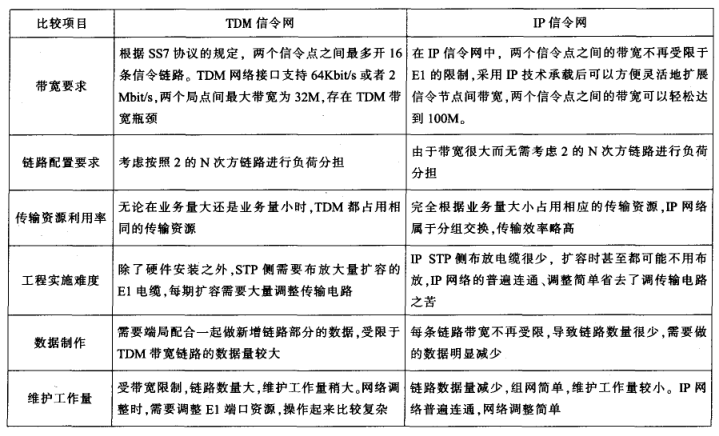 比较项目
TDM 信令网
IP 信令网
带宽要求
根据 SS7 协议的规定，两个信令点之间最多开 16
条信令链路。TDM 网络接口支持 64Kbit/s 或者 2
Mbit/s,两个局点间最大带宽为 32M,存在 TDM 带
宽瓶颈
在 IP 信令网中，两个信令点之间的带宽不再受限于
E1 的限制,采用 IP 技术承载后可以方便灵活地扩展
信令节点间带宽,两个信令点之间的带宽可以轻松达
到 100M。
链路配置要求
考虑按照 2 的 N 次方链路进行负荷分担
由于带宽很大而无需考虑 2 的 N 次方链路进行负荷
分担
传输资源利用率
无论在业务量大还是业务量小时,TDM 都占用相
同的传输资源
完全根据业务量大小占用相应的传输资源,IP 网络
属于分组交换，传输效率略高
工程实施难度
除了硬件安装之外,STP 侧需要布放大量扩容的
E1 电缆，每期扩容需要大量调整传输电路
IP STP 侧布放电缆很少，扩容时甚至都可能不用布
放,IP 网络的普遍连通、调整简单省去了调传输电路
之苦
数据制作
需要端局配合一起做新增链路部分的数据,受限于
TDM 带宽链路的数据量较大
每条链路带宽不再受限,导致链路数量很少,需要做
的数据明显减少
维护工作量
受带宽限制,链路数量大,维护工作量稍大。网络调
整时,需要调整 E1 端口资源,操作起来比较复杂
链路数据量减少,组网简单,维护工作量较小。IP 网
络普遍连通,网络调整简单